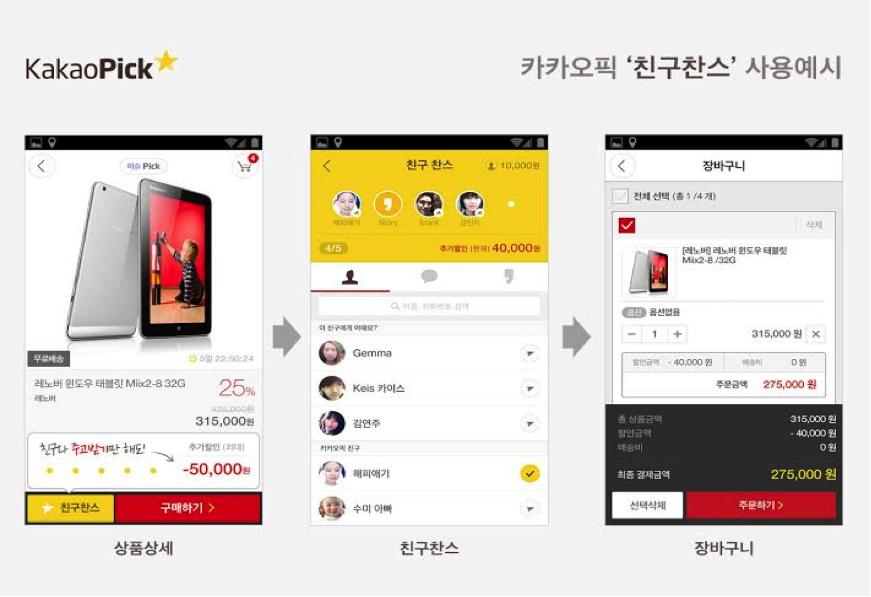 KakaoPick
카카오픽 '친구찬스' 사용예시
이슈 Pick
4
무료배송
5일 22:50:24
레노버 윈도우 태블릿 Miix2-8 32G
25%
레노버
315,000원
친구나 주고받기만 해도!
추가할인 (최대)
-50,000원
친구찬스
구매하기 >
상품상세
친구 찬스
10,000원
해피애기
Story
4/5
추가할인 (현재) 40,000원
이름, 전화번호 검색
이 친구에게 어때요?
Gemma
Keis 카이스
김연주
카카오픽 친구
해피애기
수미 아빠
친구찬스
장바구니
전체 선택 (총 1 /4 개)
삭제
[레노버] 레노버 윈도우 태블릿
Miix2-8 /32G
옵션 옵션없음
1
315,000 원
할인금액 - 40,000 원 배송비 0 원
주문금액 275,000 원
총 상품금액 315,000 원
할인금액 - 40,000 원
배송비 0 원
최종 결제금액 275,000 원
선택삭제
주문하기 >
장바구니